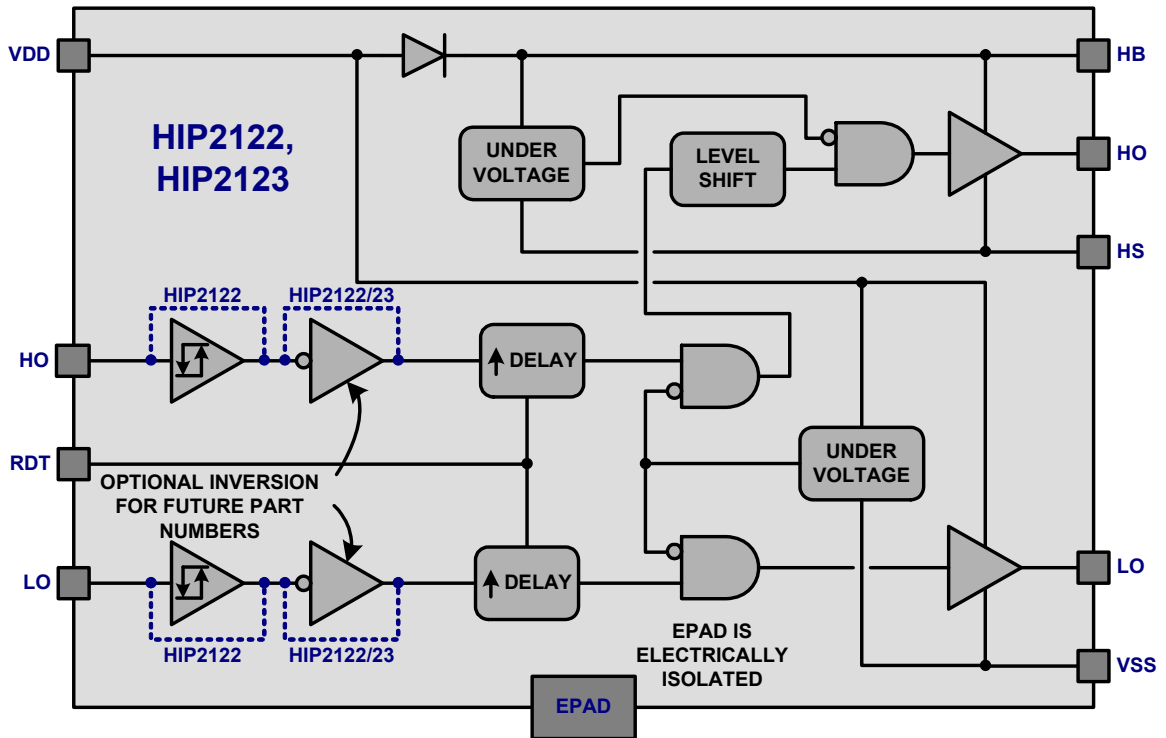 VDD
HB
HIP2122,
HIP2123
UNDER
VOLTAGE
LEVEL
SHIFT
HO
HS
HIP2122
HIP2122/23
HO
DELAY
RDT
OPTIONAL INVERSION
FOR FUTURE PART
NUMBERS
UNDER
VOLTAGE
LO
DELAY
LO
HIP2122
HIP2122/23
EPAD IS
ELECTRICALLY
ISOLATED
VSS
EPAD